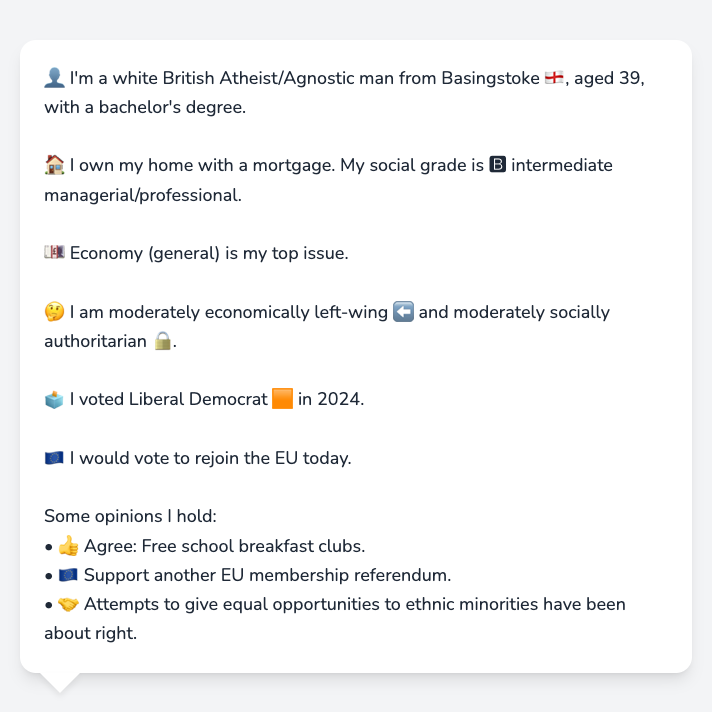 👤 I'm a white British Atheist/Agnostic man from Basingstoke 🏴󠁧󠁢󠁥󠁮󠁧󠁿, aged 39,
with a bachelor's degree.
🏠 I own my home with a mortgage. My social grade is 🅱 intermediate
managerial/professional.
💷 Economy (general) is my top issue.
🤔 I am moderately economically left-wing ⬅️ and moderately socially
authoritarian 🔒.
🗳️ I voted Liberal Democrat 🟧 in 2024.
🇪🇺 I would vote to rejoin the EU today.
Some opinions I hold:
• 👍 Agree: Free school breakfast clubs.
• 🇪🇺 Support another EU membership referendum.
• 🤝 Attempts to give equal opportunities to ethnic minorities have been
about right.